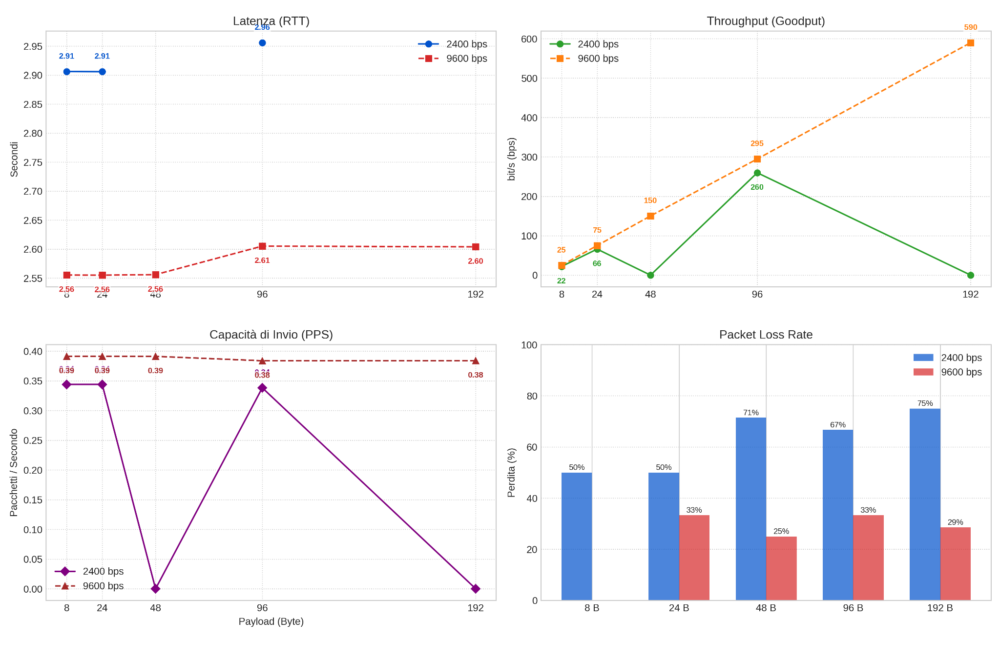 Latenza (RTT)
2.96
2400 bps
9600 bps
2.91 2.91
2.95
2.90
2.85
2.80
2.75
2.70
2.65
2.60
2.55
Secondi
2.61
2.60
2.56 2.56 2.56
8 24 48 96 192
Throughput (Goodput)
590
2400 bps
9600 bps
600
500
400
300
200
100
0
bit/s (bps)
295
260
150
75
66
25
22
8 24 48 96 192
Capacità di Invio (PPS)
0.40
0.35
0.30
0.25
0.20
0.15
0.10
0.05
0.00
Pacchetti / Secondo
0.39 0.39 0.39 0.38 0.38
0.34
2400 bps
9600 bps
8 24 48 96 192
Payload (Byte)
Packet Loss Rate
2400 bps
9600 bps
100
80
60
40
20
0
Perdita (%)
50% 50% 71% 67% 75%
33% 25% 33% 29%
8 B 24 B 48 B 96 B 192 B